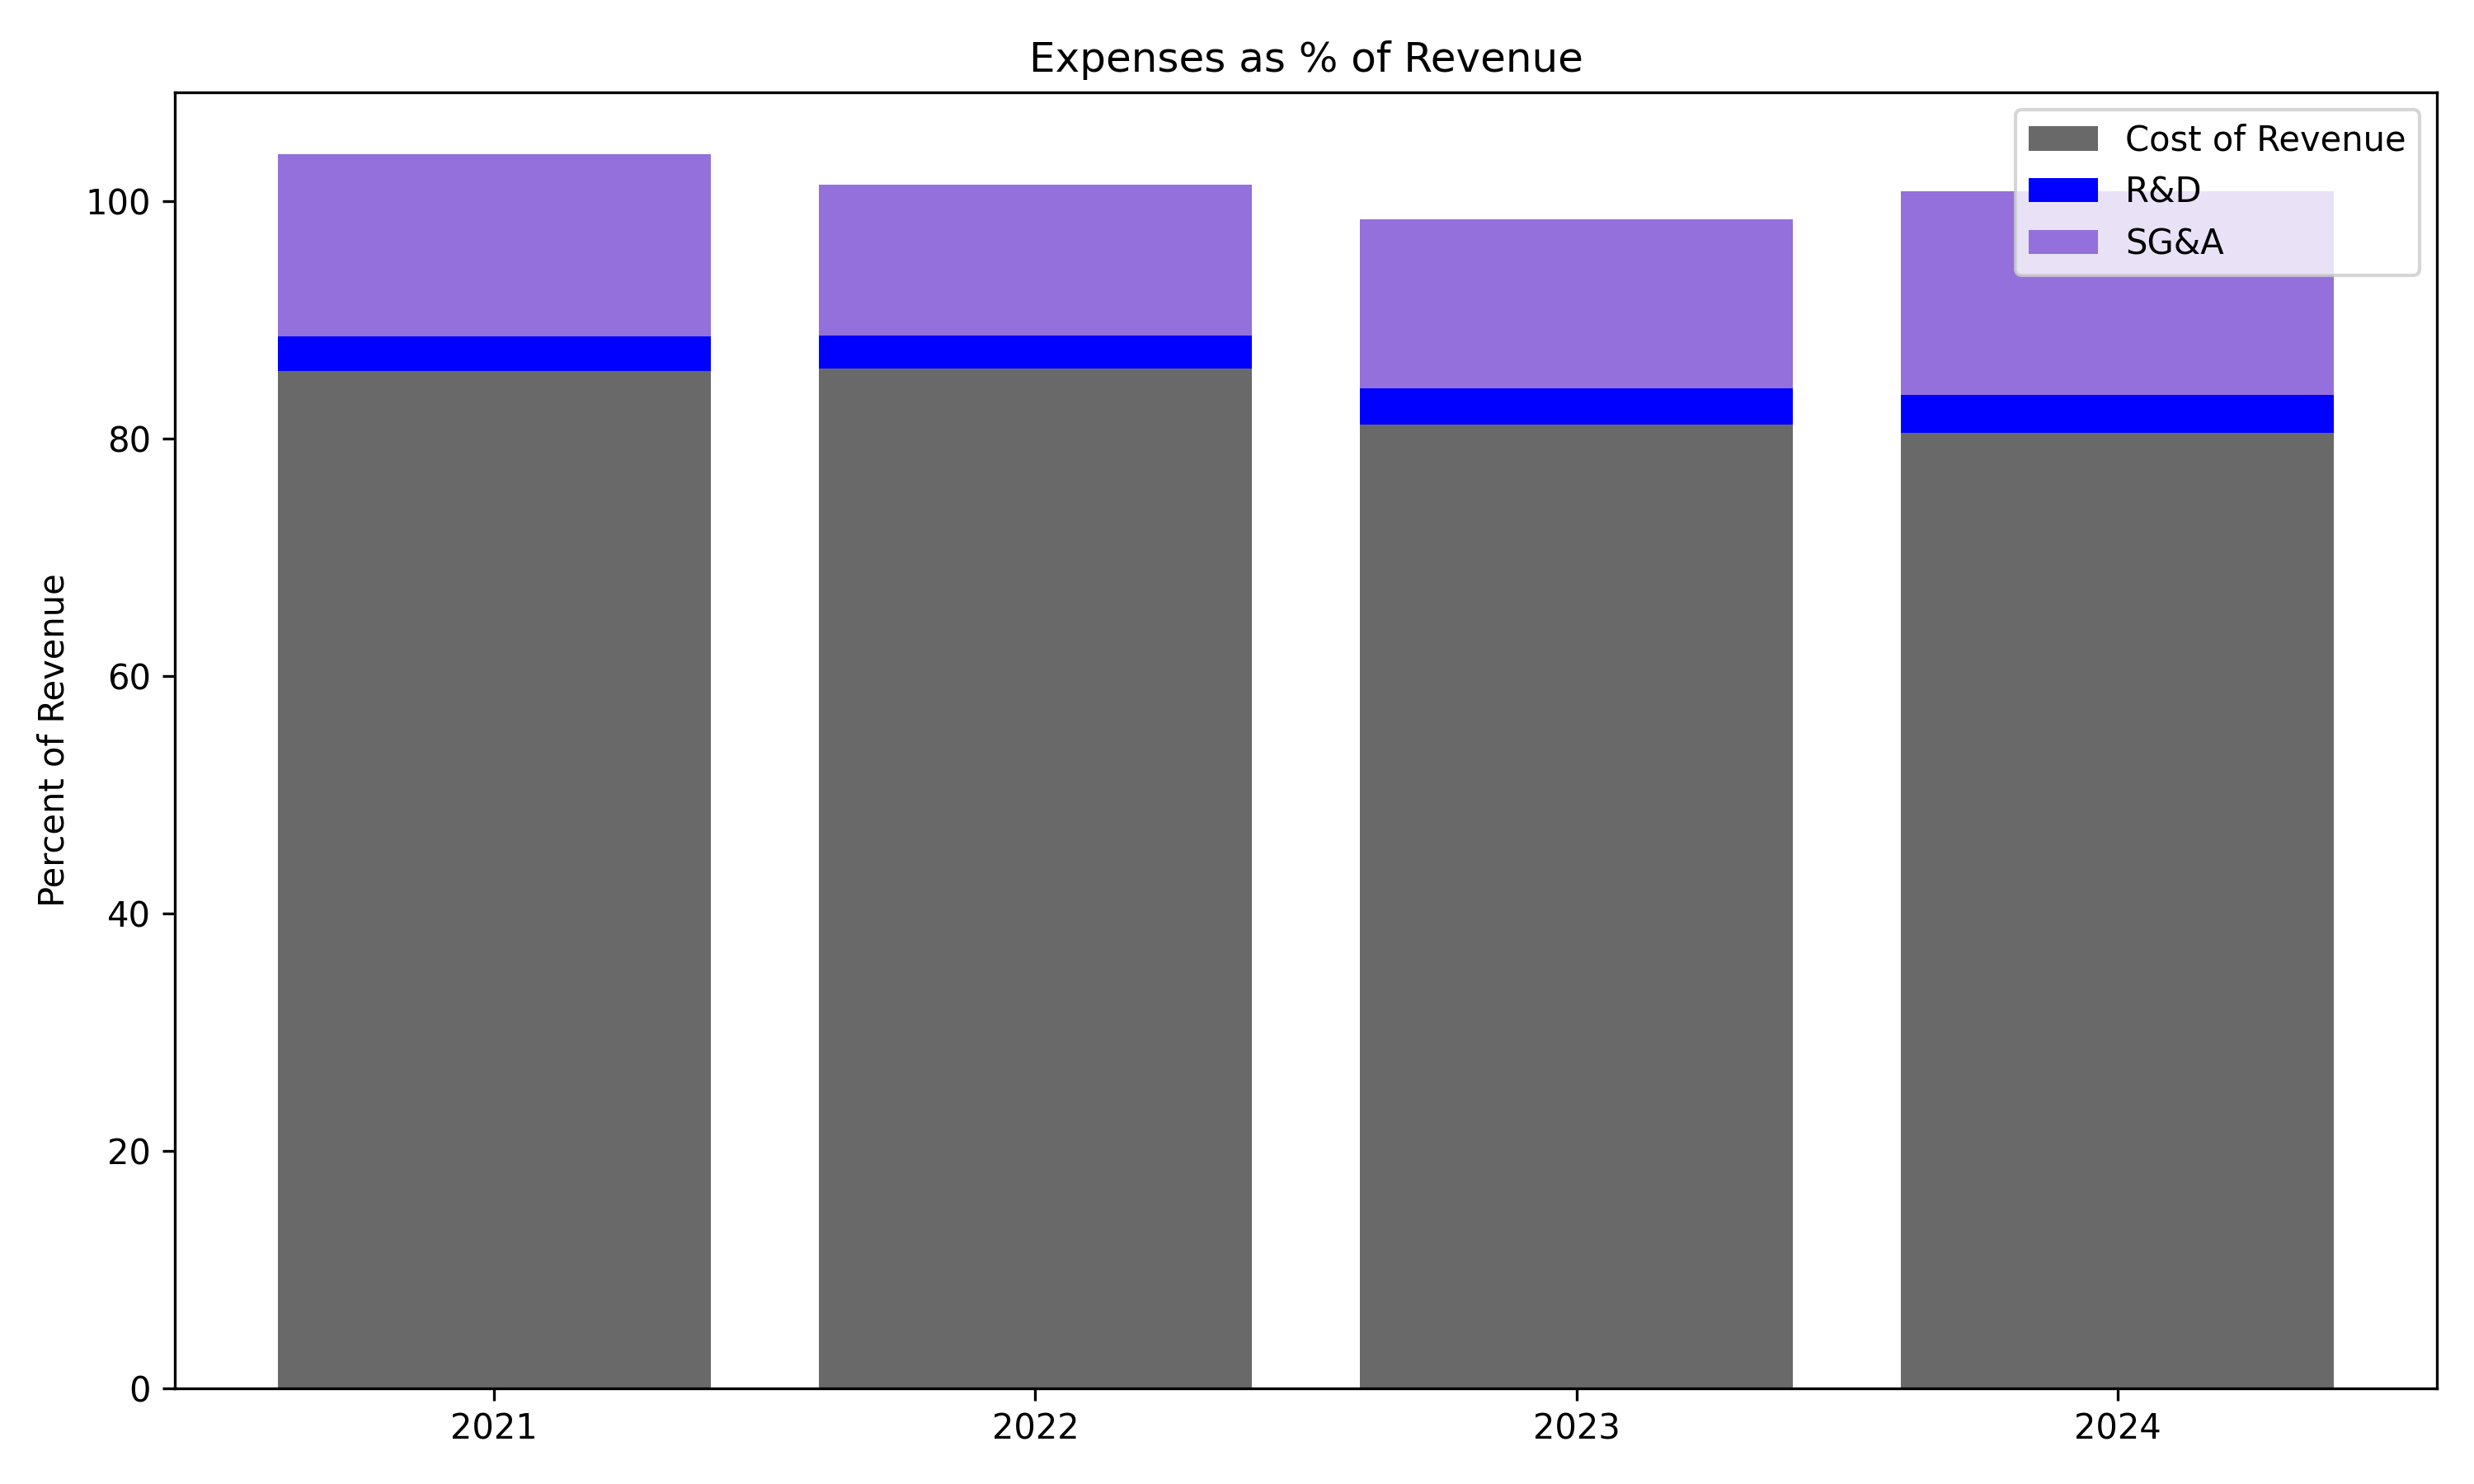 Expenses as % of Revenue
Cost of Revenue
R&D
SG&A
Percent of Revenue
100
80
60
40
20
0
2021
2022
2023
2024